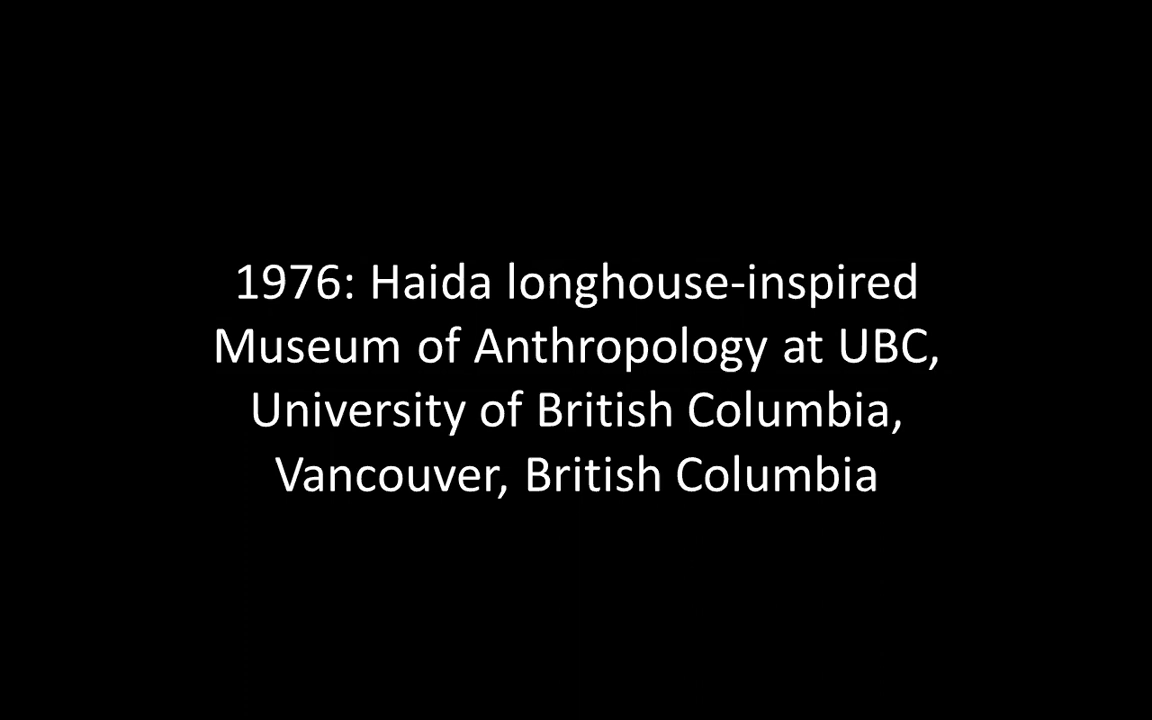 1976: Haida longhouse-inspired
Museum of Anthropology at UBC,
University of British Columbia,
Vancouver, British Columbia